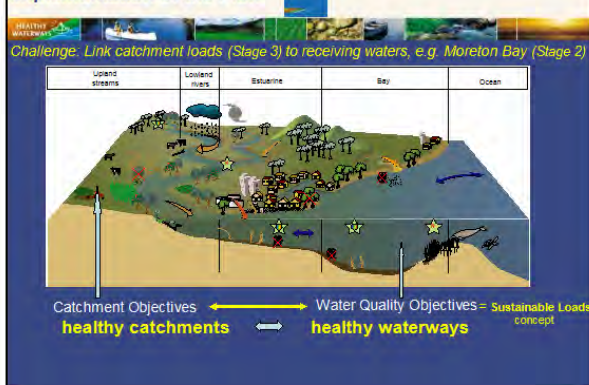 HEALTHY
WATERWAYS
Challenge: Link catchment loads (Stage 3) to receiving waters, e.g. Moreton Bay (Stage 2)
Upland
streams
Lowland
rivers
Estuarine
Bay
Ocean
Catchment Objectives
Water Quality Objectives = Sustainable Loads
concept
healthy catchments
healthy waterways